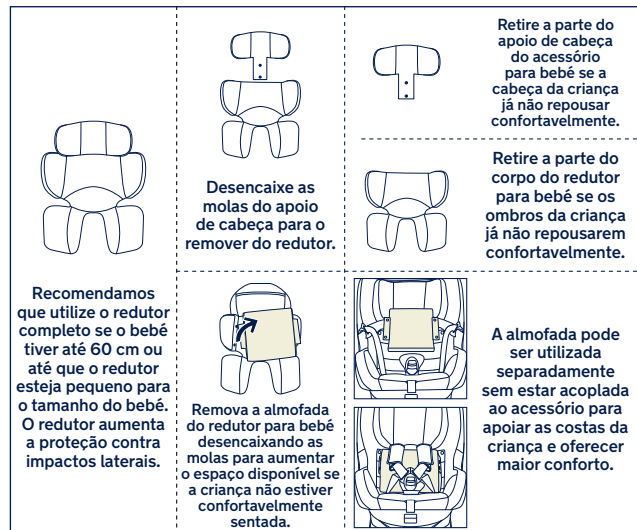 Recomendamos
que utilize o redutor
completo se o bebé
tiver até 60 cm ou
até que o redutor
esteja pequeno para
o tamanho do bebé.
O redutor aumenta
a proteção contra
impactos laterais.
Desencaixe as
molas do apoio
de cabeça para o
remover do redutor.
Remova a almofada
do redutor para bebé
desencaixando as
molas para aumentar
o espaço disponível se
a criança não estiver
confortavelmente
sentada.
Retire a parte do
apoio de cabeça
do acessório
para bebé se a
cabeça da criança
já não repousar
confortavelmente.
Retire a parte do
corpo do redutor
para bebé se os
ombros da criança
já não repousarem
confortavelmente.
A almofada pode
ser utilizada
separadamente
sem estar acoplada
ao acessório para
apoiar as costas da
criança e oferecer
maior conforto.